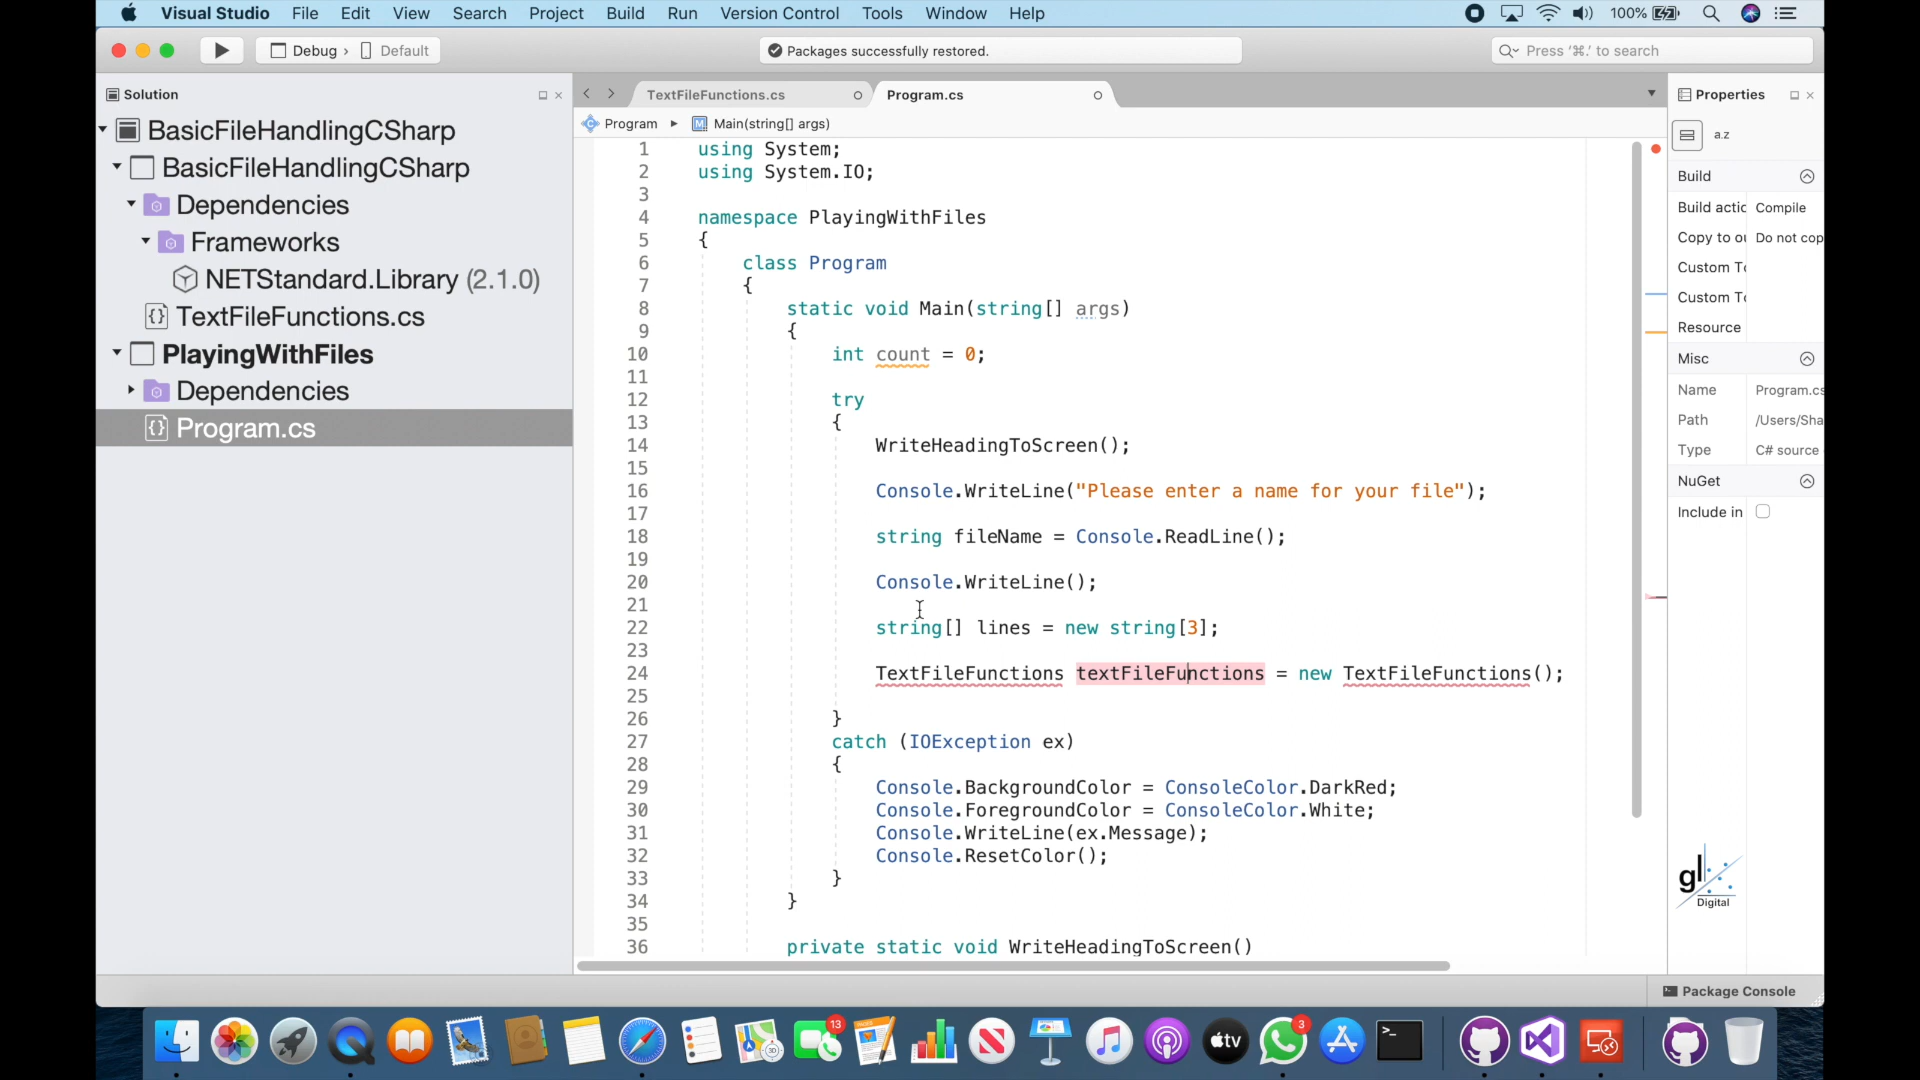 Visual Studio File Edit View Search Project Build Run Version Control Tools Window Help 100%
Debug › Default
Packages successfully restored.
Press '⌘.' to search
Solution
BasicFileHandlingCSharp
BasicFileHandlingCSharp
Dependencies
Frameworks
NETStandard.Library (2.1.0)
TextFileFunctions.cs
PlayingWithFiles
Dependencies
Program.cs
TextFileFunctions.cs
Program.cs
Program ▸ Main(string[] args)
1 using System;
2 using System.IO;
3
4 namespace PlayingWithFiles
5 {
6 class Program
7 {
8 static void Main(string[] args)
9 {
10 int count = 0;
11
12 try
13 {
14 WriteHeadingToScreen();
15
16 Console.WriteLine("Please enter a name for your file");
17
18 string fileName = Console.ReadLine();
19
20 Console.WriteLine();
21
22 string[] lines = new string[3];
23
24 TextFileFunctions textFileFunctions = new TextFileFunctions();
25
26 }
27 catch (IOException ex)
28 {
29 Console.BackgroundColor = ConsoleColor.DarkRed;
30 Console.ForegroundColor = ConsoleColor.White;
31 Console.WriteLine(ex.Message);
32 Console.ResetColor();
33 }
34 }
35
36 private static void WriteHeadingToScreen()
Properties
a.z
Build
Build actic Compile
Copy to ou Do not cop
Custom To
Custom To
Resource
Misc
Name Program.cs
Path /Users/Sha
Type C# source
NuGet
Include in
gl
Digital
Package Console
13
3D
tv
3
>_